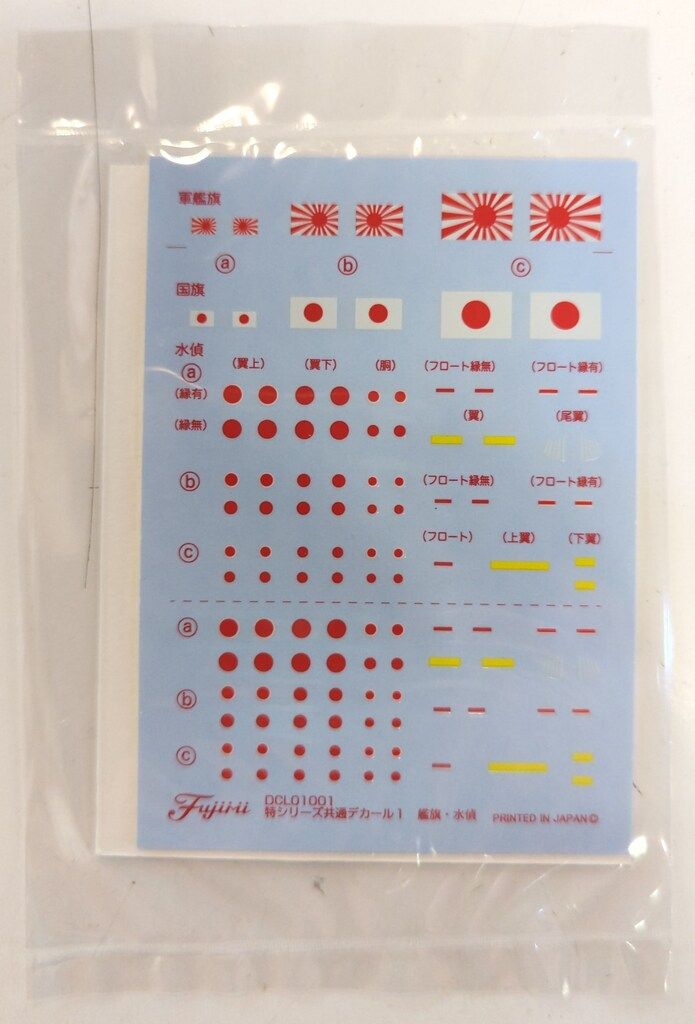 軍艦旗
ⓐ ⓑ ⓒ
国旗
水偵
(翼上) (翼下) (胴) (フロート縁無) (フロート縁有)
ⓐ
(縁有)
(翼) (尾翼)
(縁無)
ⓑ (フロート縁無) (フロート縁有)
(フロート) (上翼) (下翼)
ⓒ
ⓐ
ⓑ
ⓒ
Fujimi DCL01001
特シリーズ共通デカール1 艦旗・水偵 PRINTED IN JAPAN©